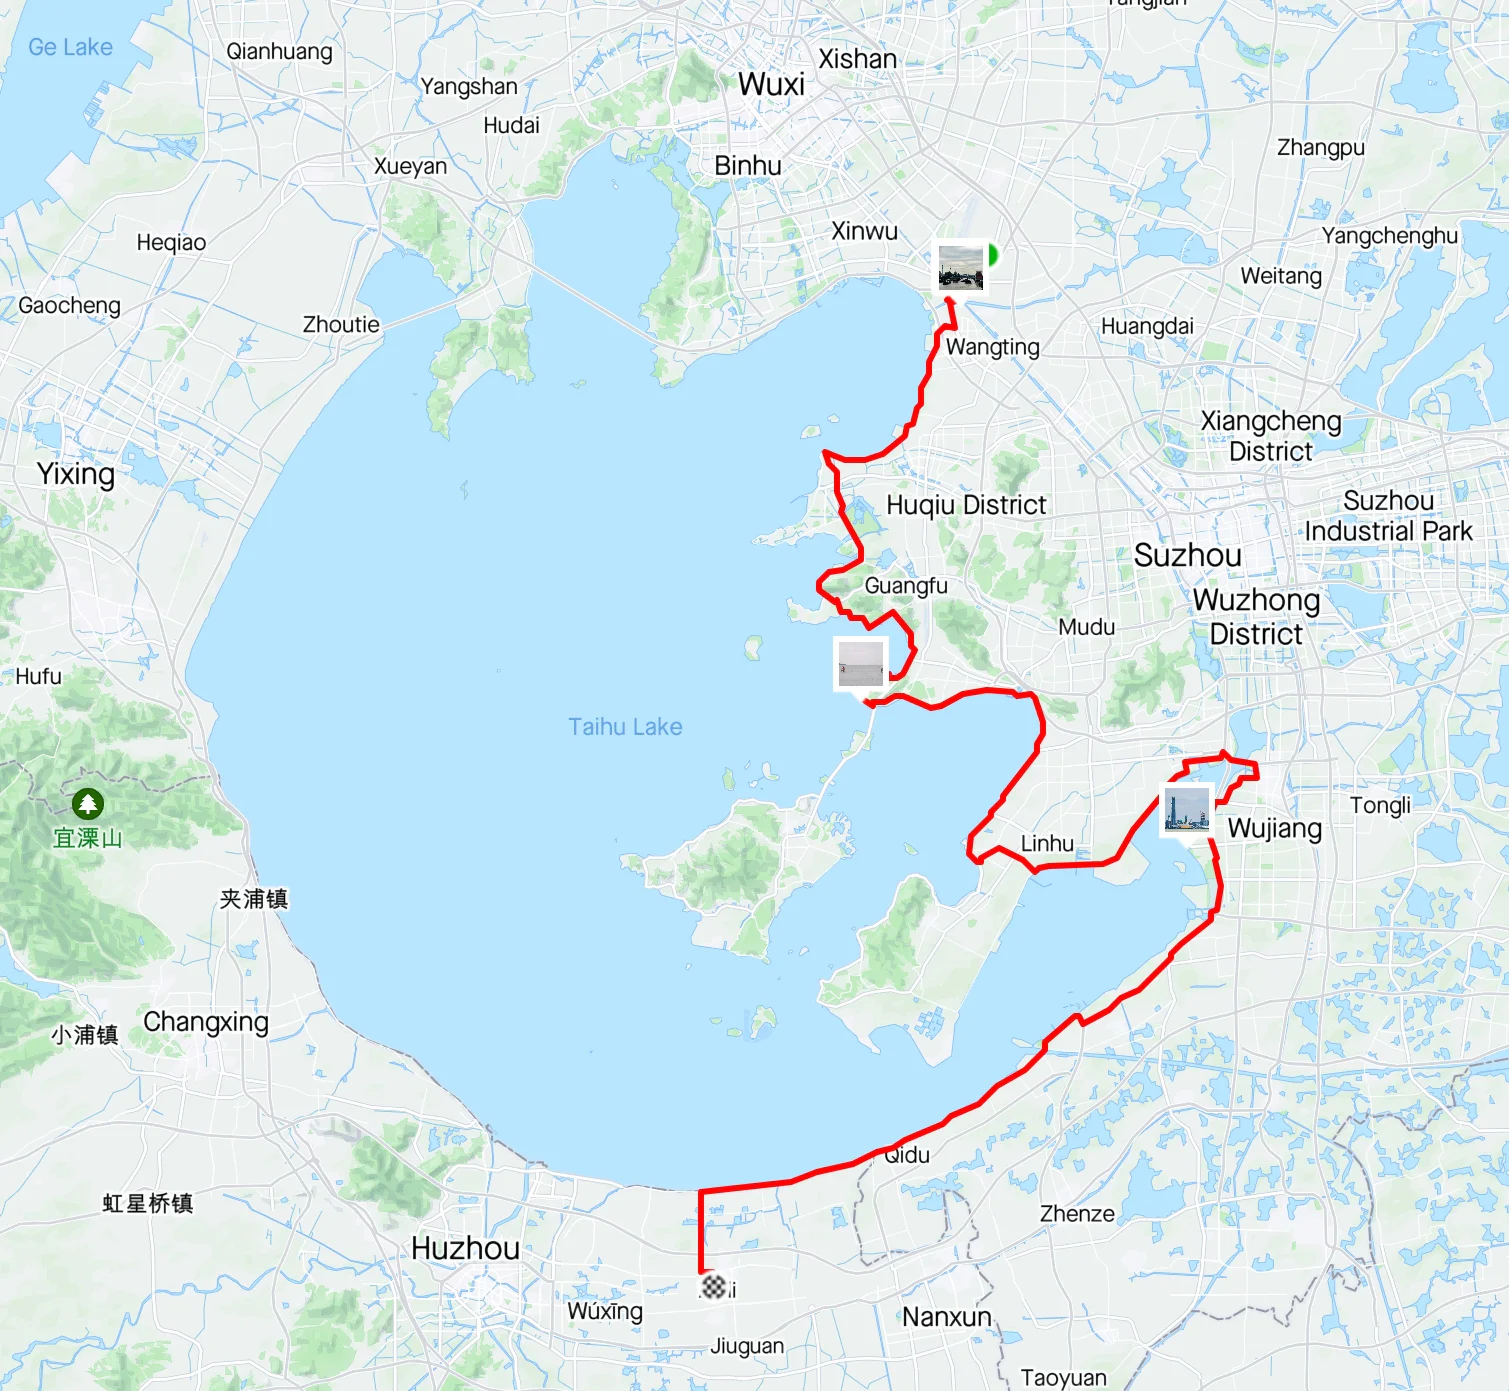 Yangjian
Ge Lake
Qianhuang
Xishan
Yangshan
Wuxi
Hudai
Zhangpu
Xueyan
Binhu
Heqiao
Xinwu
Yangchenghu
Weitang
Gaocheng
Zhoutie
Huangdai
Wangting
Xiangcheng
District
Yixing
Huqiu District
Suzhou
Industrial Park
Suzhou
Guangfu
Wuzhong
District
Mudu
Hufu
Taihu Lake
宜溧山
Tongli
Wujiang
Linhu
夹浦镇
Changxing
小浦镇
Qidu
虹星桥镇
Zhenze
Huzhou
Wúxīng
Nanxun
Jiuguan
Taoyuan